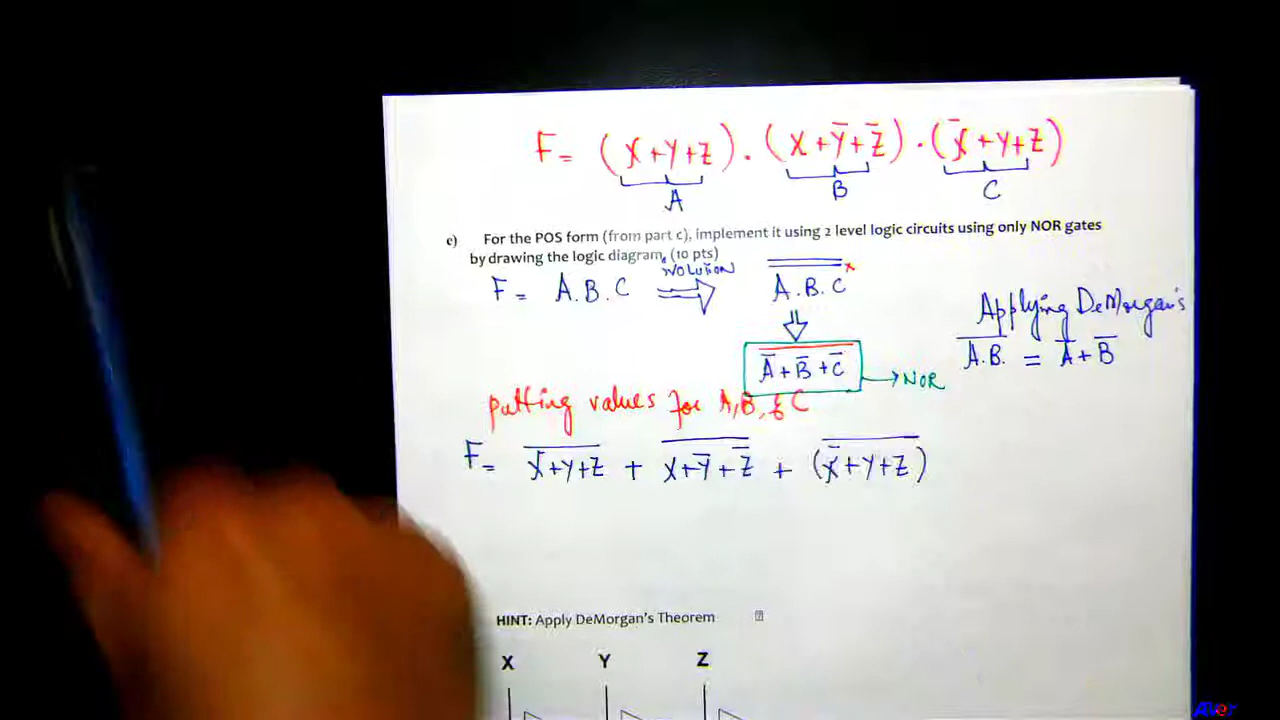 F = (X+Y+Z) . (X+Y̅+Z̅) . (X̅+Y+Z)
A B C
e) For the POS form (from part c), implement it using 2 level logic circuits using only NOR gates
by drawing the logic diagram. (10 pts)
F = A.B.C ⇒ A̿.̿B̿.̿C̿ x
Applying DeMorgan's
A̅.̅B̅. = A̅+B̅
A̅+B̅+C̅ → NOR
putting values for A,B, & C
F = X̅+̅Y̅+̅Z̅ + X̅+̅Y̿+̅Z̿ + (X̿+̅Y̅+̅Z̅)
HINT: Apply DeMorgan's Theorem
X Y Z
AVer